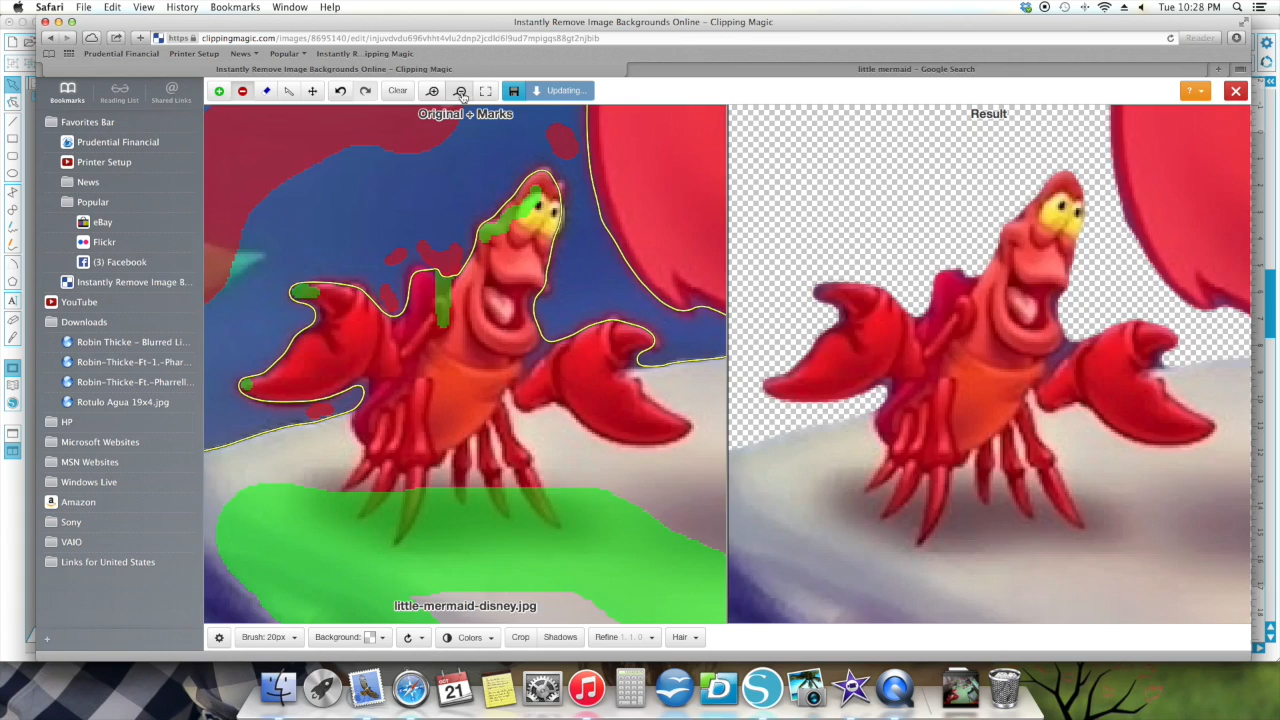 Safari File Edit View History Bookmarks Window Help Tue 10:28 PM
Instantly Remove Image Backgrounds Online – Clipping Magic
https clippingmagic.com/images/8695140/edit/injuvdvdu696vhht4vlu2dnp2jcdld6l9ud7mpigqs88gt2njbib Reader
Prudential Financial Printer Setup News Popular Instantly R...ipping Magic
Instantly Remove Image Backgrounds Online – Clipping Magic little mermaid – Google Search
Bookmarks Reading List Shared Links
Clear Updating... ?
Original + Marks Result
Favorites Bar
Prudential Financial
Printer Setup
News
Popular
eBay
Flickr
(3) Facebook
Instantly Remove Image B...
YouTube
Downloads
Robin Thicke – Blurred Li...
Robin-Thicke-Ft-1.-Phar...
Robin-Thicke-Ft.-Pharrell...
Rotulo Agua 19x4.jpg
HP
Microsoft Websites
MSN Websites
Windows Live
Amazon
Sony
VAIO
Links for United States
little-mermaid-disney.jpg
Brush: 20px Background: Colors Crop Shadows Refine 1. 1. 0 Hair
OCT
21